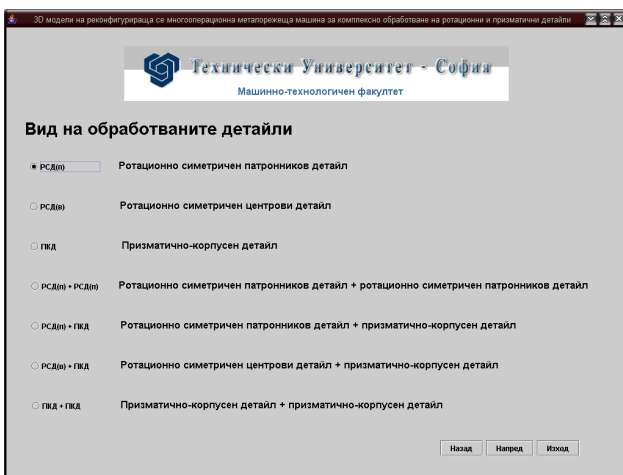 3D модели на реконфигурираща се многооперационна металорежеща машина за комплексно обработване на ротационни и призматични детайли
Технически Университет - София
Машинно-технологичен факултет
Вид на обработваните детайли
РСД(п) Ротационно симетричен патронников детайл
РСД(в) Ротационно симетричен центрови детайл
ПКД Призматично-корпусен детайл
РСД(п) + РСД(п) Ротационно симетричен патронников детайл + ротационно симетричен патронников детайл
РСД(п) + ПКД Ротационно симетричен патронников детайл + призматично-корпусен детайл
РСД(в) + ПКД Ротационно симетричен центрови детайл + призматично-корпусен детайл
ПКД + ПКД Призматично-корпусен детайл + призматично-корпусен детайл
Назад Напред Изход